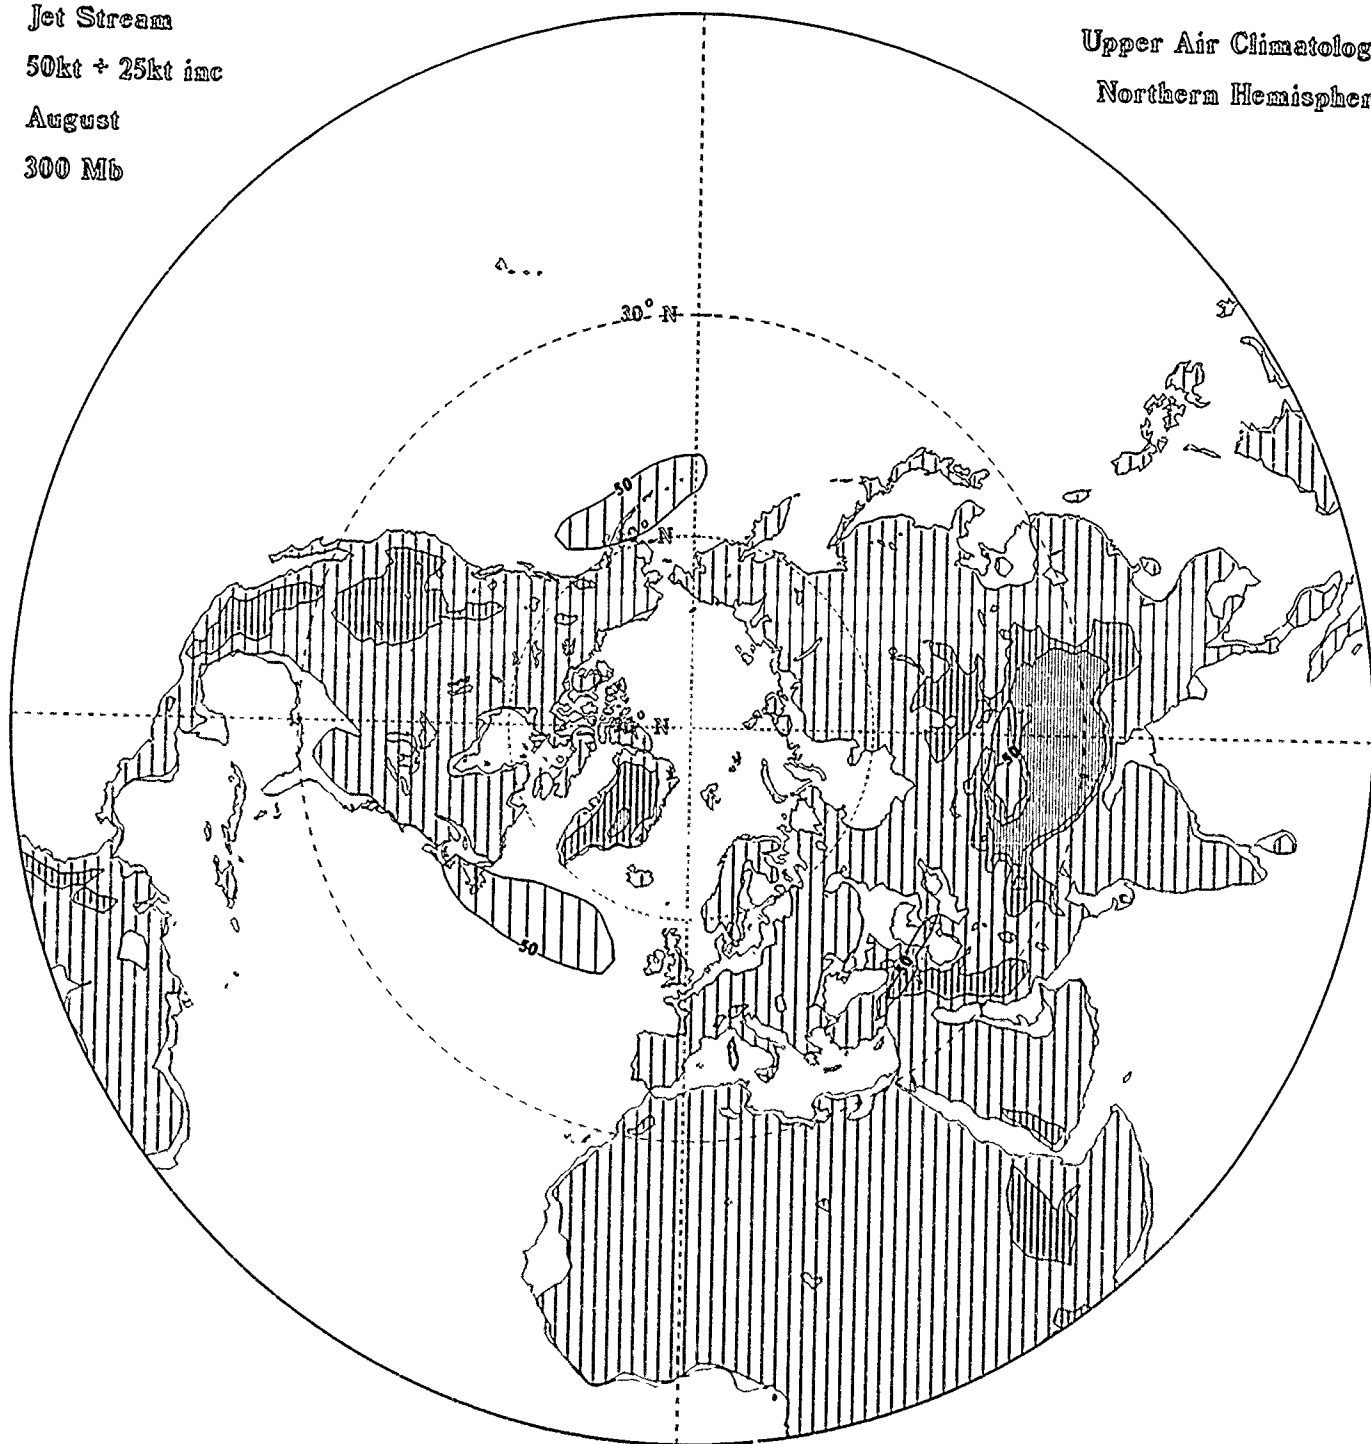 Jet Stream
50kt + 25kt inc
August
300 Mb
Upper Air Climatolog
Northern Hemispher
30° N
50
N
° N
50
50
50